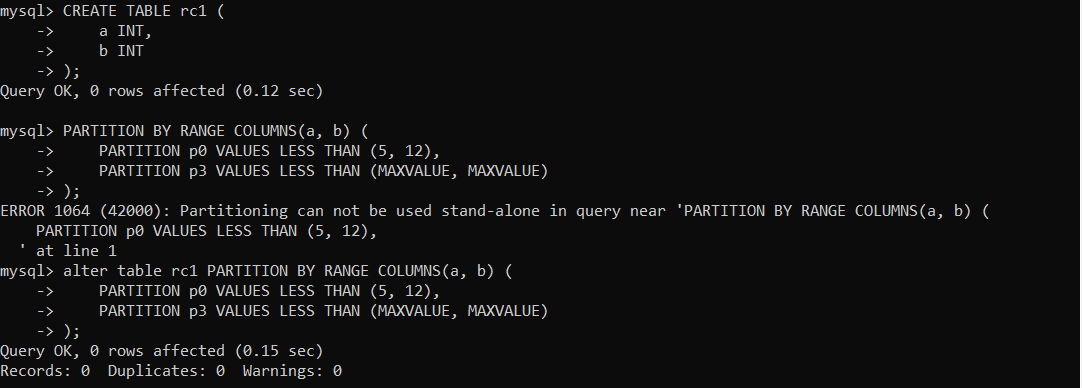 mysql> CREATE TABLE rc1 (
    ->     a INT,
    ->     b INT
    -> );
Query OK, 0 rows affected (0.12 sec)

mysql> PARTITION BY RANGE COLUMNS(a, b) (
    ->     PARTITION p0 VALUES LESS THAN (5, 12),
    ->     PARTITION p3 VALUES LESS THAN (MAXVALUE, MAXVALUE)
    -> );
ERROR 1064 (42000): Partitioning can not be used stand-alone in query near 'PARTITION BY RANGE COLUMNS(a, b) (
    PARTITION p0 VALUES LESS THAN (5, 12),
  ' at line 1
mysql> alter table rc1 PARTITION BY RANGE COLUMNS(a, b) (
    ->     PARTITION p0 VALUES LESS THAN (5, 12),
    ->     PARTITION p3 VALUES LESS THAN (MAXVALUE, MAXVALUE)
    -> );
Query OK, 0 rows affected (0.15 sec)
Records: 0  Duplicates: 0  Warnings: 0